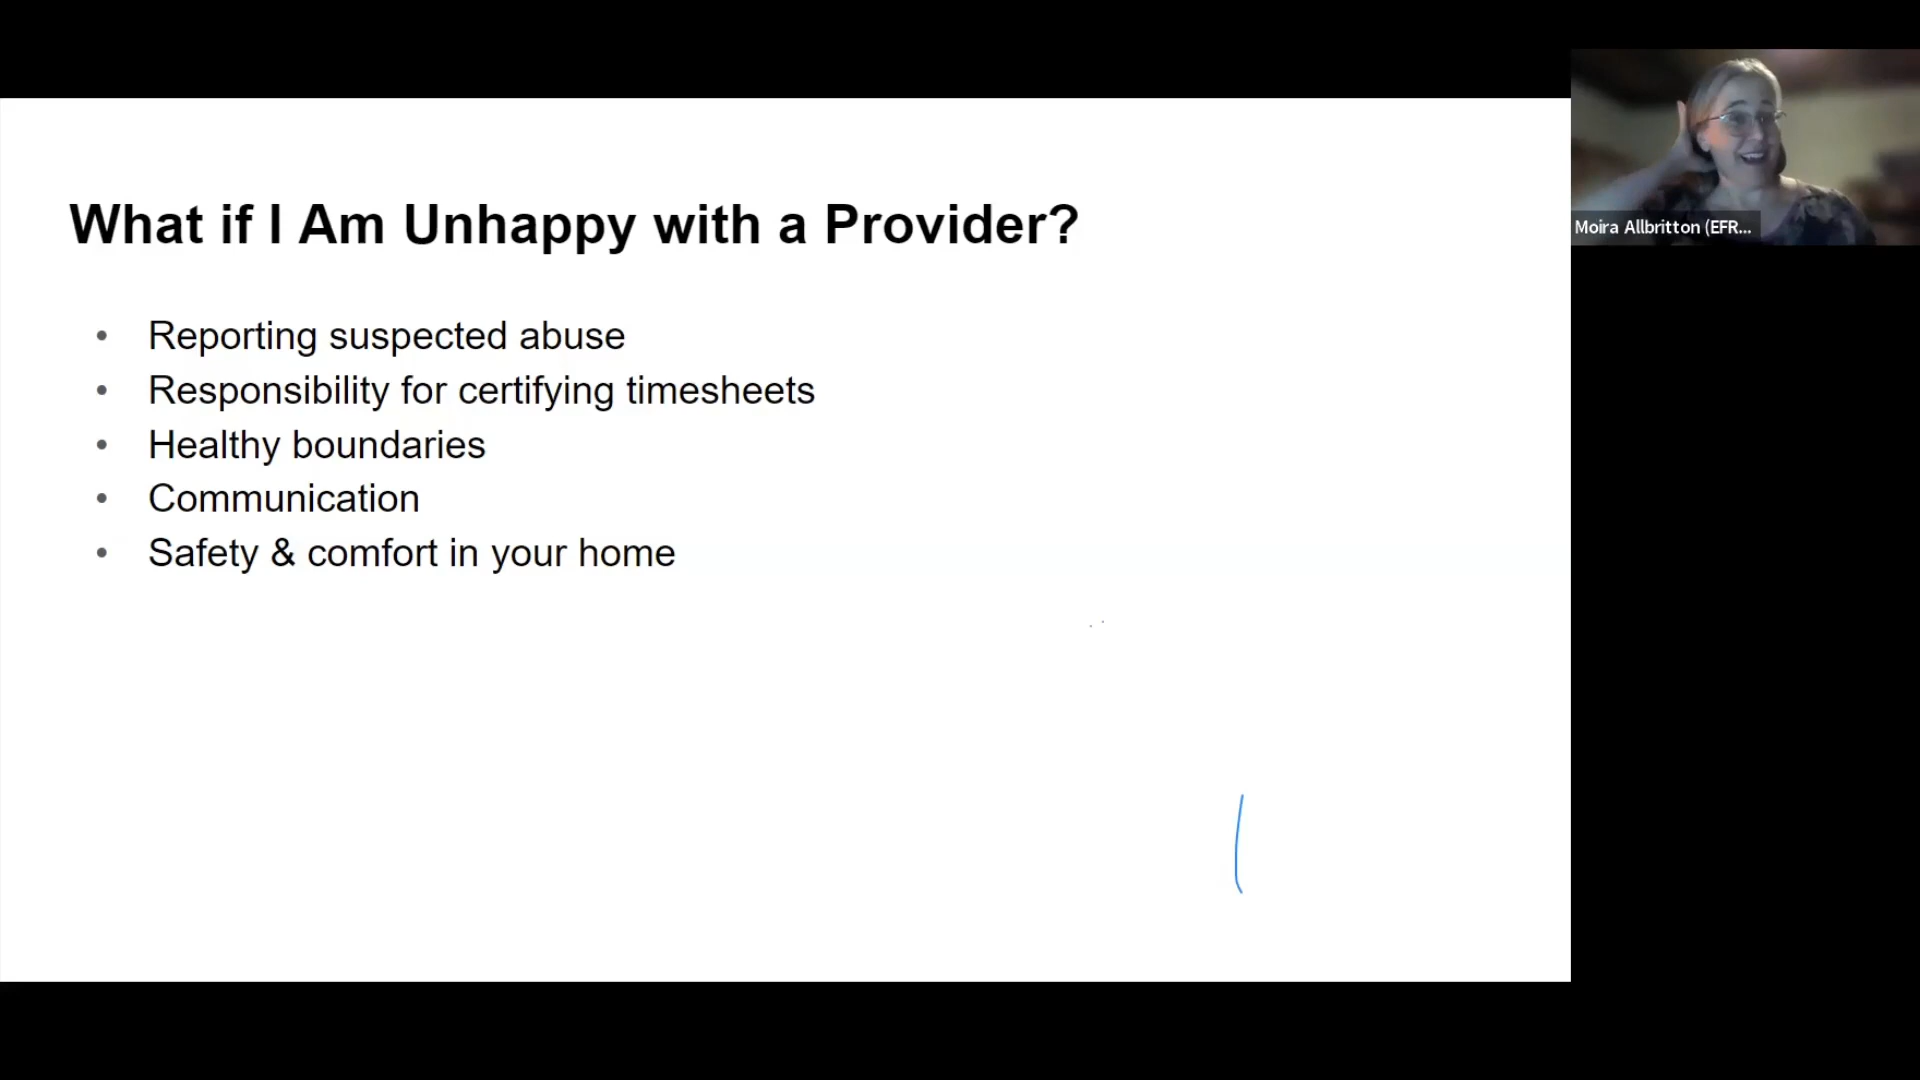 What if I Am Unhappy with a Provider?
• Reporting suspected abuse
• Responsibility for certifying timesheets
• Healthy boundaries
• Communication
• Safety & comfort in your home
Moira Allbritton (EFR...